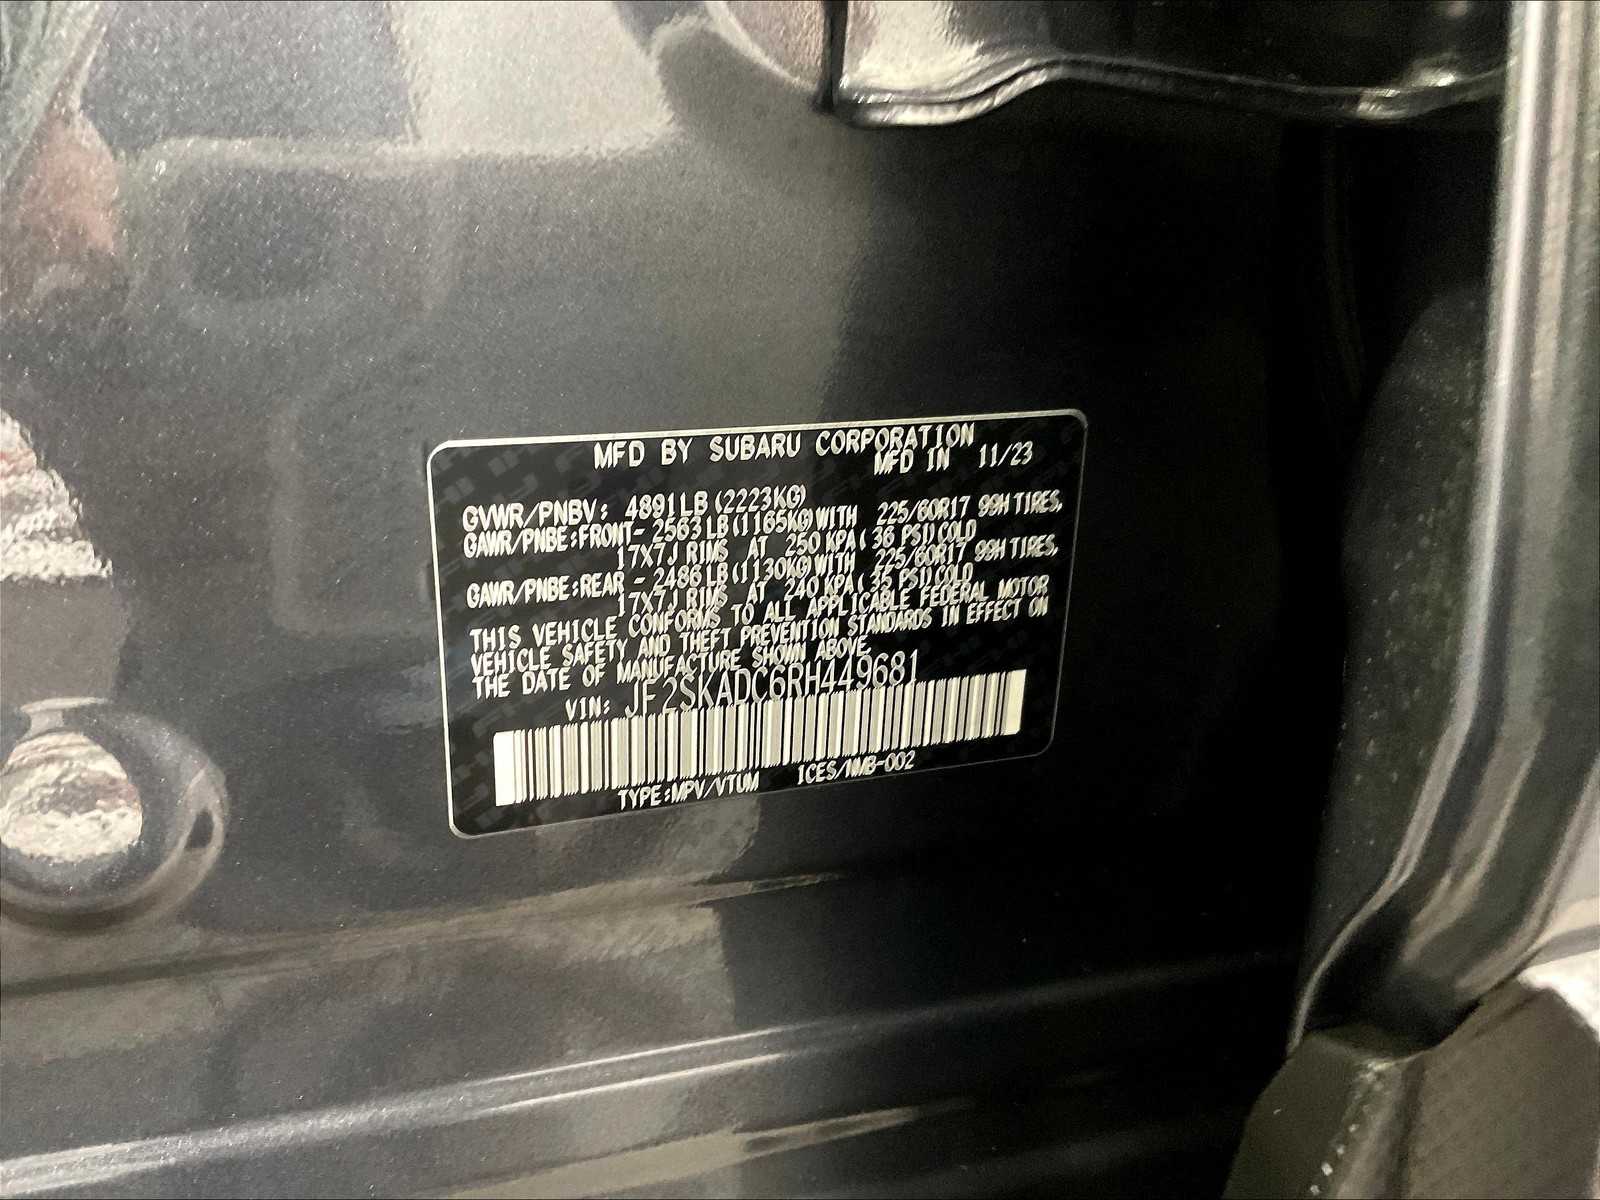 MFD BY SUBARU CORPORATION
MFD IN 11/23
GVWR/PNBV: 4891LB(2223KG)
GAWR/PNBE:FRONT- 2563LB(1165KG)WITH 225/60R17 99H TIRES,
17X7J RIMS AT 250 KPA( 36 PSI)COLD
GAWR/PNBE:REAR - 2486LB(1130KG)WITH 225/60R17 99H TIRES,
17X7J RIMS AT 240 KPA( 35 PSI)COLD
THIS VEHICLE CONFORMS TO ALL APPLICABLE FEDERAL MOTOR
VEHICLE SAFETY AND THEFT PREVENTION STANDARDS IN EFFECT ON
THE DATE OF MANUFACTURE SHOWN ABOVE.
VIN: JF2SKADC6RH449681
TYPE:MPV/VTUM ICES/NMB-002